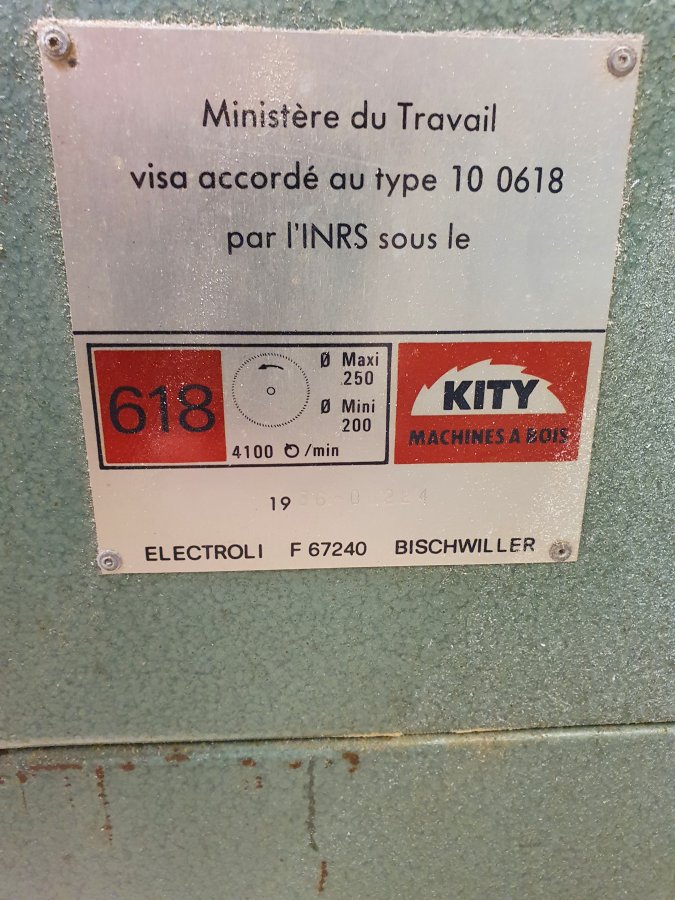 Ministère du Travail
visa accordé au type 10 0618
par l'INRS sous le
618
Ø Maxi
250
Ø Mini
200
4100 /min
KITY
MACHINES A BOIS
19
ELECTROLI F 67240 BISCHWILLER